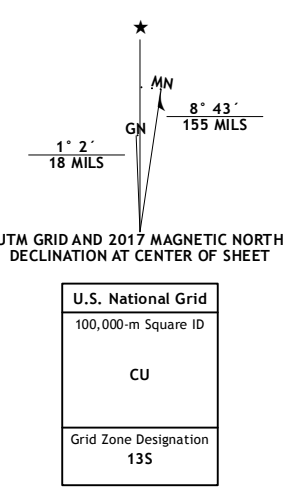 ★
MN
GN
8° 43´
155 MILS
1° 2´
18 MILS
UTM GRID AND 2017 MAGNETIC NORTH
DECLINATION AT CENTER OF SHEET
U.S. National Grid
100,000-m Square ID
CU
Grid Zone Designation
13S